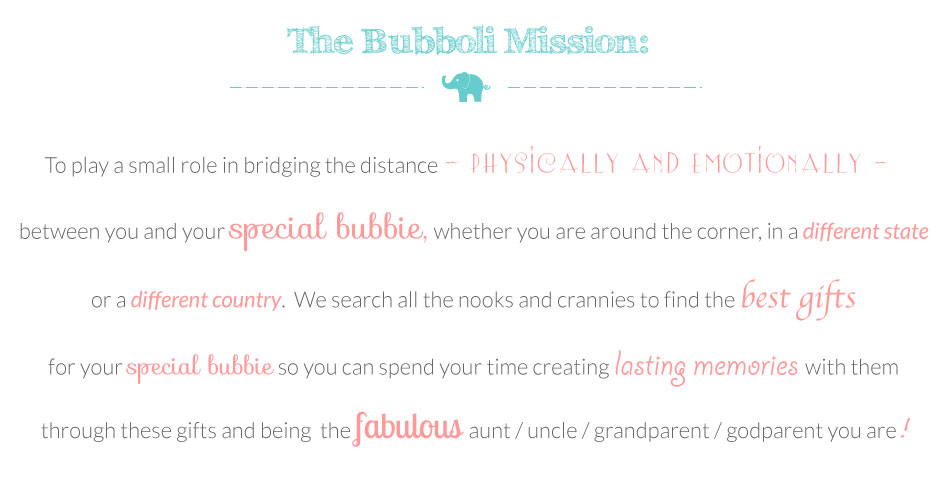 The Bubboli Mission:
To play a small role in bridging the distance - PHYSICALLY AND EMOTIONALLY -
between you and your special bubbie, whether you are around the corner, in a different state
or a different country. We search all the nooks and crannies to find the best gifts
for your special bubbie so you can spend your time creating lasting memories with them
through these gifts and being the fabulous aunt / uncle / grandparent / godparent you are!